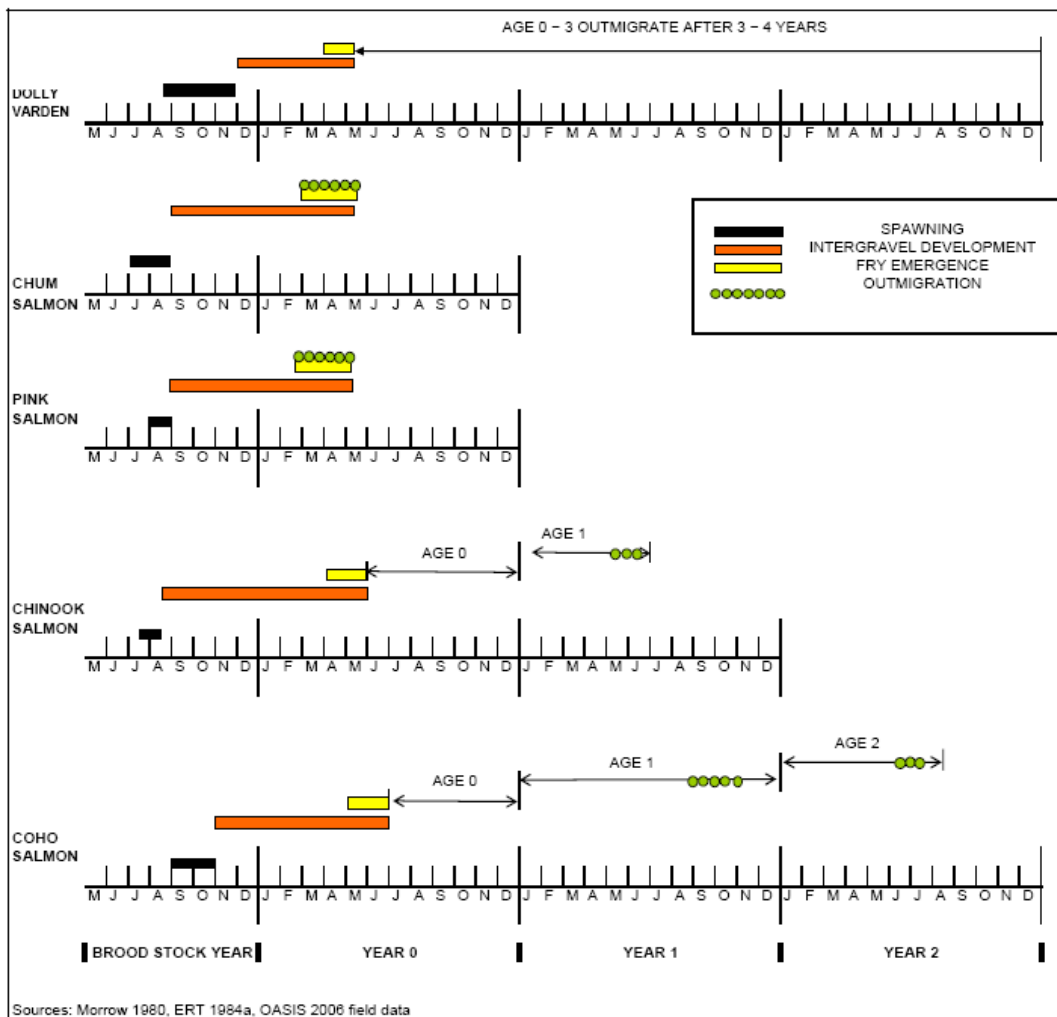 AGE 0 – 3 OUTMIGRATE AFTER 3 – 4 YEARS
DOLLY
VARDEN
M J J A S O N D J F M A M J J A S O N D J F M A M J J A S O N D J F M A M J J A S O N D
SPAWNING
INTERGRAVEL DEVELOPMENT
FRY EMERGENCE
OUTMIGRATION
CHUM
SALMON
M J J A S O N D J F M A M J J A S O N D
PINK
SALMON
M J J A S O N D J F M A M J J A S O N D
AGE 0
AGE 1
CHINOOK
SALMON
M J J A S O N D J F M A M J J A S O N D J F M A M J J A S O N D
AGE 0
AGE 1
AGE 2
COHO
SALMON
M J J A S O N D J F M A M J J A S O N D J F M A M J J A S O N D J F M A M J J A S O N D
BROOD STOCK YEAR YEAR 0 YEAR 1 YEAR 2
Sources: Morrow 1980, ERT 1984a, OASIS 2006 field data